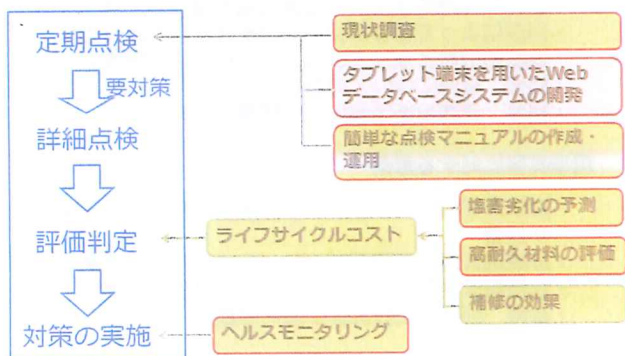 定期点検
要対策
詳細点検
評価判定
対策の実施
現状調査
タブレット端末を用いたWeb
データベースシステムの開発
簡単な点検マニュアルの作成・
運用
ライフサイクルコスト
塩害劣化の予測
高耐久材料の評価
補修の効果
ヘルスモニタリング